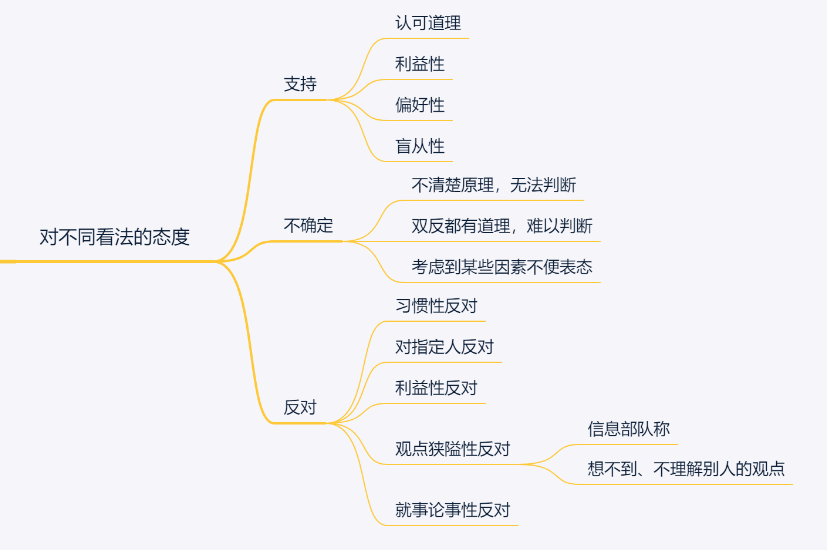 对不同看法的态度
支持
认可道理
利益性
偏好性
盲从性
不确定
不清楚原理，无法判断
双反都有道理，难以判断
考虑到某些因素不便表态
反对
习惯性反对
对指定人反对
利益性反对
观点狭隘性反对
信息部队称
想不到、不理解别人的观点
就事论事性反对